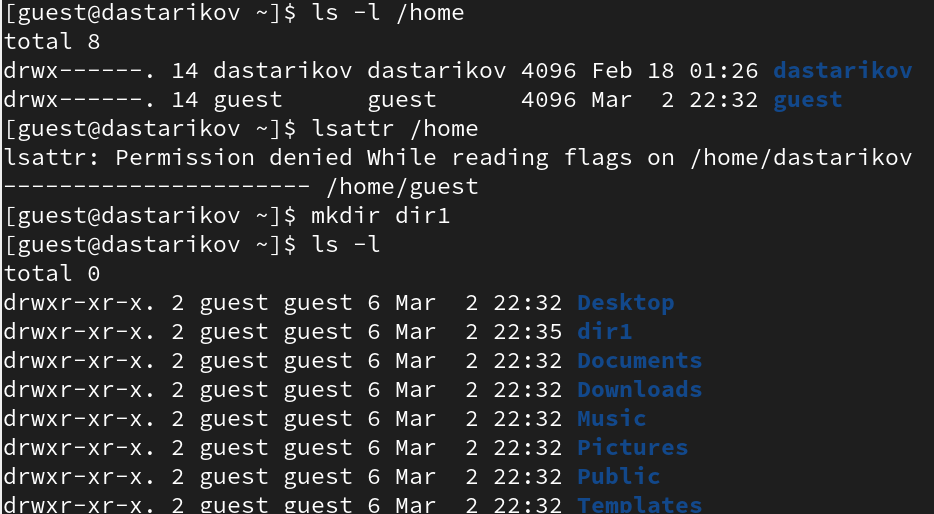 [guest@dastarikov ~]$ ls -l /home
total 8
drwx------. 14 dastarikov dastarikov 4096 Feb 18 01:26 dastarikov
drwx------. 14 guest      guest      4096 Mar  2 22:32 guest
[guest@dastarikov ~]$ lsattr /home
lsattr: Permission denied While reading flags on /home/dastarikov
---------------------- /home/guest
[guest@dastarikov ~]$ mkdir dir1
[guest@dastarikov ~]$ ls -l
total 0
drwxr-xr-x. 2 guest guest 6 Mar  2 22:32 Desktop
drwxr-xr-x. 2 guest guest 6 Mar  2 22:35 dir1
drwxr-xr-x. 2 guest guest 6 Mar  2 22:32 Documents
drwxr-xr-x. 2 guest guest 6 Mar  2 22:32 Downloads
drwxr-xr-x. 2 guest guest 6 Mar  2 22:32 Music
drwxr-xr-x. 2 guest guest 6 Mar  2 22:32 Pictures
drwxr-xr-x. 2 guest guest 6 Mar  2 22:32 Public
drwxr-xr-x. 2 guest guest 6 Mar  2 22:32 Templates